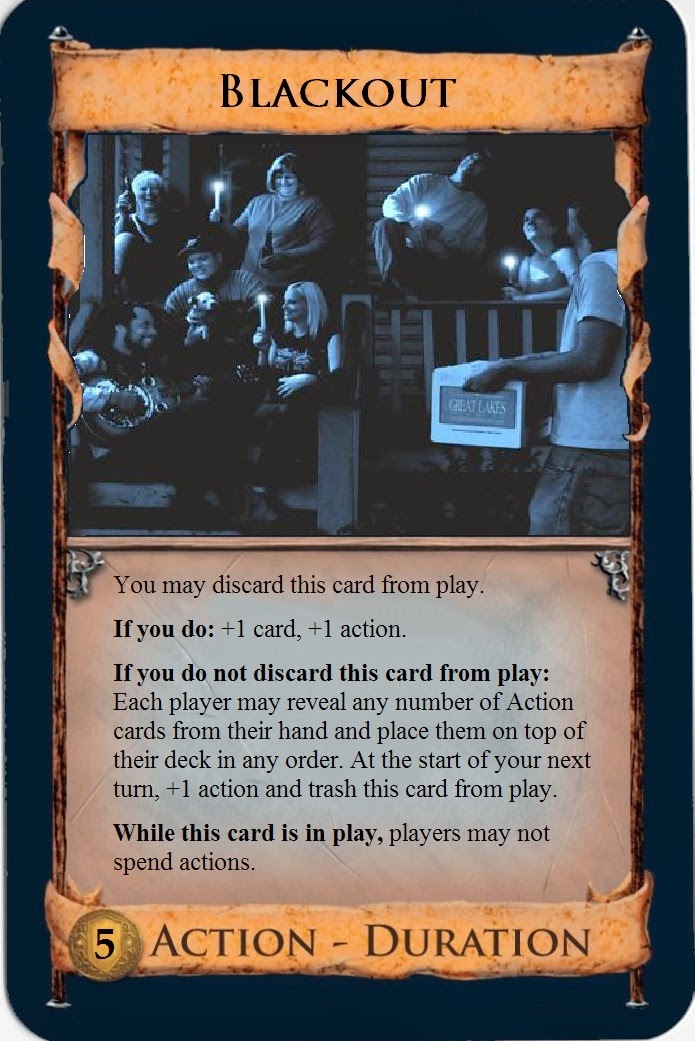 BLACKOUT
GREAT LAKES
You may discard this card from play.
If you do: +1 card, +1 action.
If you do not discard this card from play:
Each player may reveal any number of Action
cards from their hand and place them on top of
their deck in any order. At the start of your next
turn, +1 action and trash this card from play.
While this card is in play, players may not
spend actions.
5 ACTION - DURATION